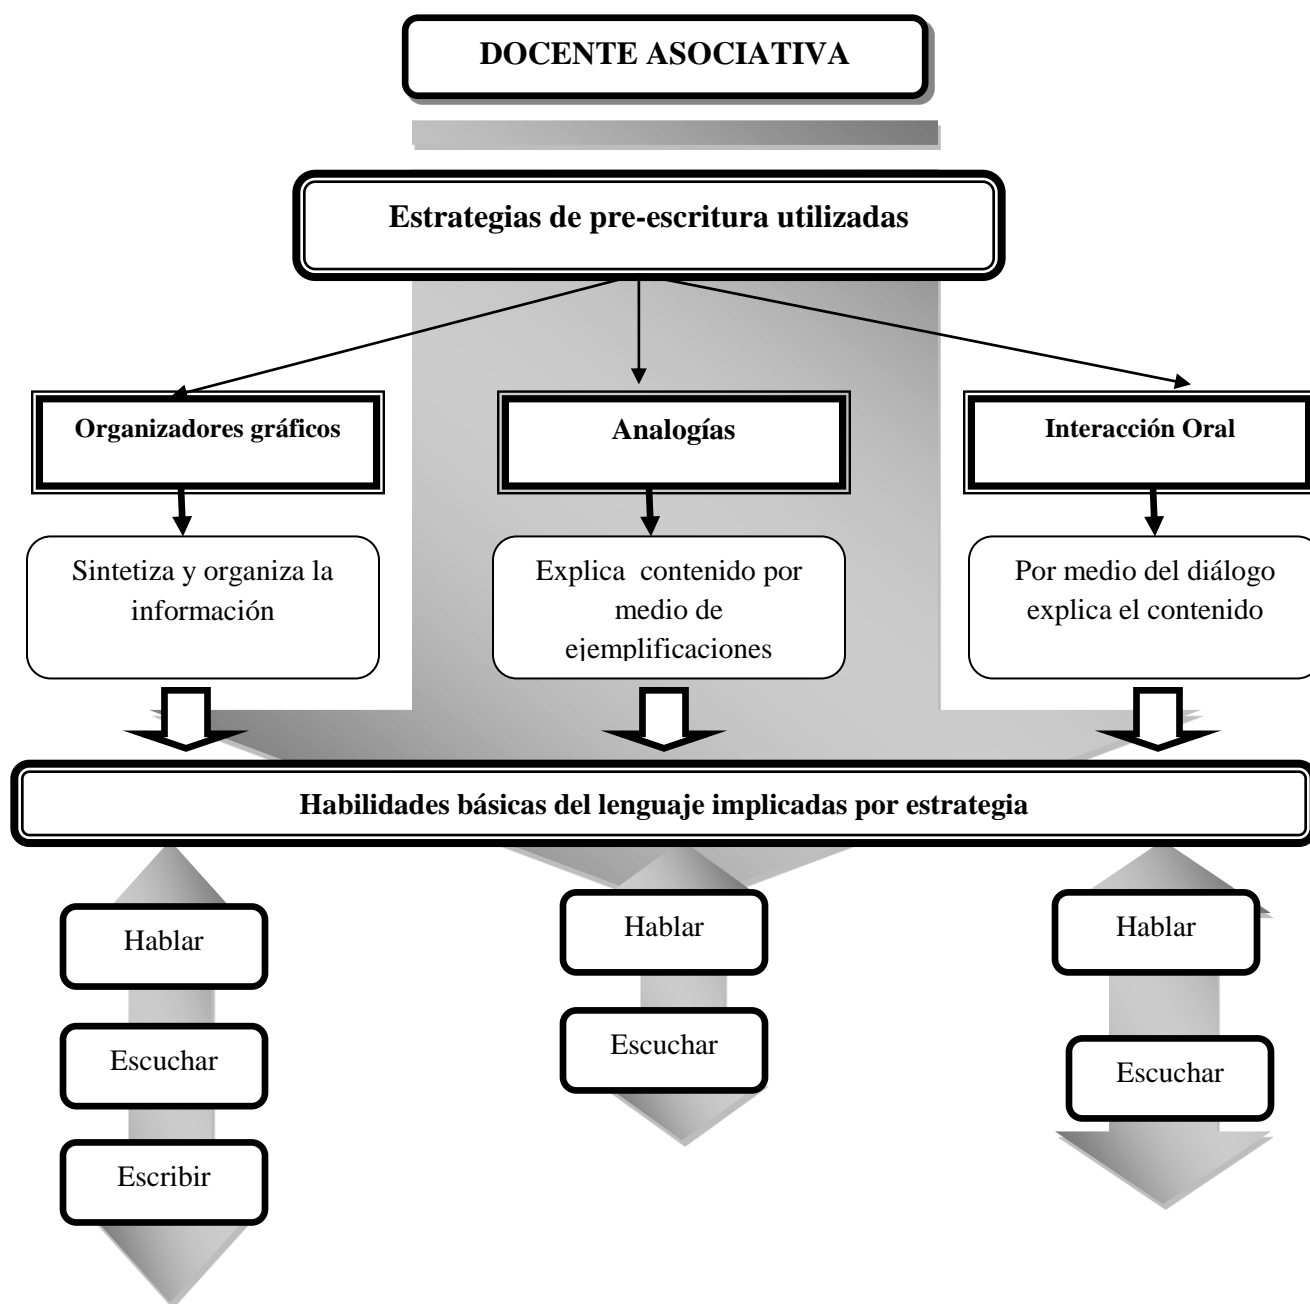 DOCENTE ASOCIATIVA
Estrategias de pre-escritura utilizadas
Organizadores gráficos
Analogías
Interacción Oral
Sintetiza y organiza la
información
Explica contenido por
medio de
ejemplificaciones
Por medio del diálogo
explica el contenido
Habilidades básicas del lenguaje implicadas por estrategia
Hablar
Escuchar
Escribir
Hablar
Escuchar
Hablar
Escuchar